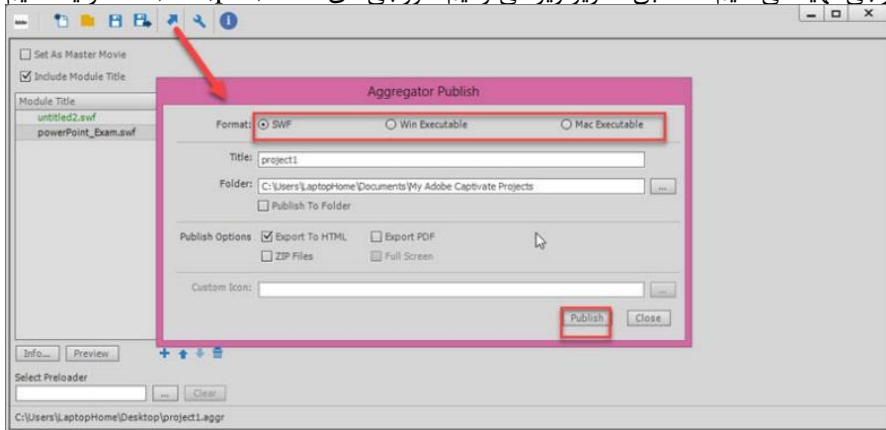 Set As Master Movie
Include Module Title
Module Title
untitled2.swf
powerPoint_Exam.swf
Aggregator Publish
Format: SWF Win Executable Mac Executable
Title: project1
Folder: C:\Users\LaptopHome\Documents\My Adobe Captivate Projects ...
Publish To Folder
Publish Options Export To HTML Export PDF
ZIP Files Full Screen
Custom Icon: ...
Publish Close
Info... Preview
Select Preloader
... Clear
C:\Users\LaptopHome\Desktop\project1.aggr